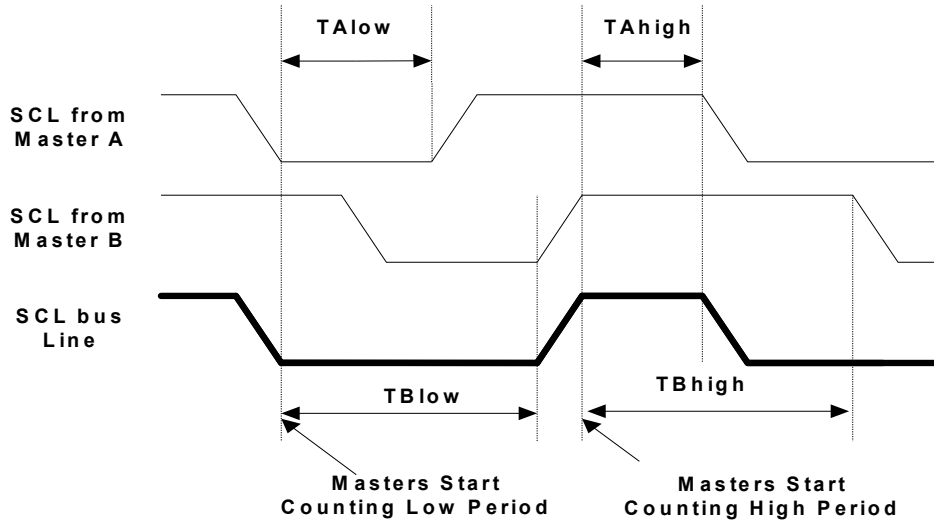 TAlow
TAhigh
SCL from
Master A
SCL from
Master B
SCL bus
Line
TBlow
TBhigh
Masters Start
Counting Low Period
Masters Start
Counting High Period